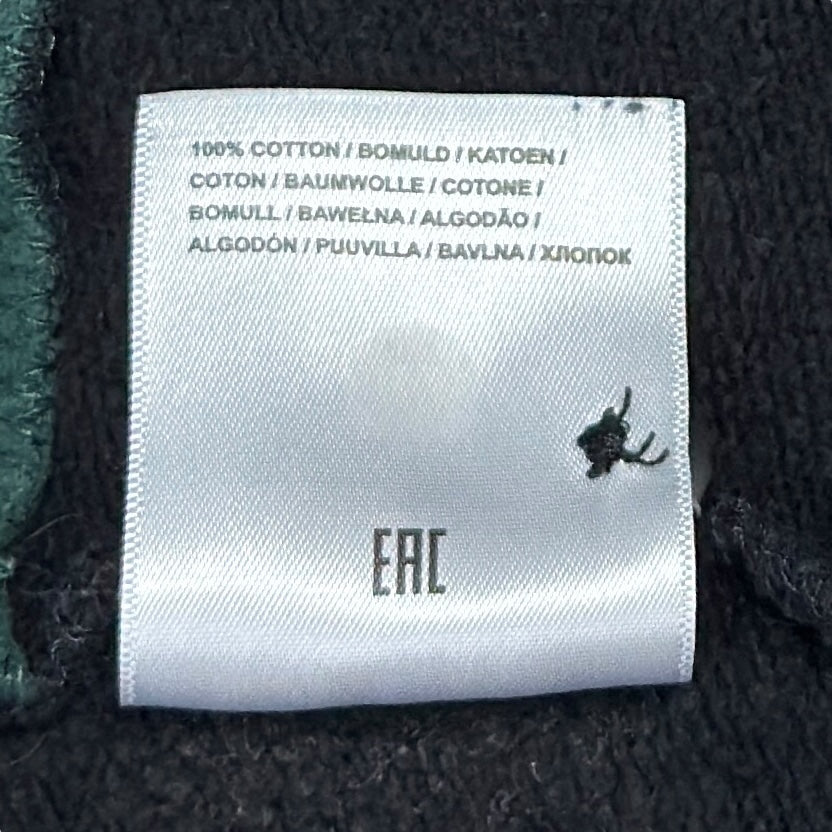 100% COTTON / BOMULD / KATOEN /
COTON / BAUMWOLLE / COTONE /
BOMULL / BAWEŁNA / ALGODÃO /
ALGODÓN / PUUVILLA / BAVLNA / ХЛОПОК
EAC